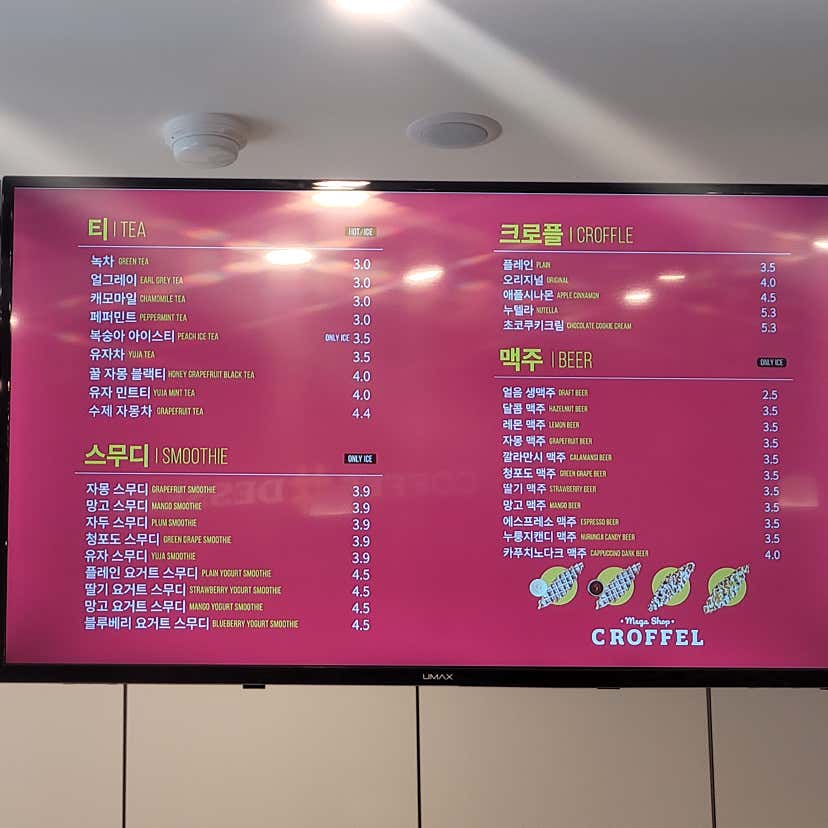 티 | TEA HOT/ICE
녹차 GREEN TEA 3.0
얼그레이 EARL GREY TEA 3.0
캐모마일 CHAMOMILE TEA 3.0
페퍼민트 PEPPERMINT TEA 3.0
복숭아 아이스티 PEACH ICE TEA ONLY ICE 3.5
유자차 YUJA TEA 3.5
꿀 자몽 블랙티 HONEY GRAPEFRUIT BLACK TEA 4.0
유자 민트티 YUJA MINT TEA 4.0
수제 자몽차 GRAPEFRUIT TEA 4.4
스무디 | SMOOTHIE ONLY ICE
자몽 스무디 GRAPEFRUIT SMOOTHIE 3.9
망고 스무디 MANGO SMOOTHIE 3.9
자두 스무디 PLUM SMOOTHIE 3.9
청포도 스무디 GREEN GRAPE SMOOTHIE 3.9
유자 스무디 YUJA SMOOTHIE 3.9
플레인 요거트 스무디 PLAIN YOGURT SMOOTHIE 4.5
딸기 요거트 스무디 STRAWBERRY YOGURT SMOOTHIE 4.5
망고 요거트 스무디 MANGO YOGURT SMOOTHIE 4.5
블루베리 요거트 스무디 BLUEBERRY YOGURT SMOOTHIE 4.5
크로플 | CROFFLE
플레인 PLAIN 3.5
오리지널 ORIGINAL 4.0
애플시나몬 APPLE CINNAMON 4.5
누텔라 NUTELLA 5.3
초코쿠키크림 CHOCOLATE COOKIE CREAM 5.3
맥주 | BEER ONLY ICE
얼음 생맥주 DRAFT BEER 2.5
달콤 맥주 HAZELNUT BEER 3.5
레몬 맥주 LEMON BEER 3.5
자몽 맥주 GRAPEFRUIT BEER 3.5
깔라만시 맥주 CALAMANSI BEER 3.5
청포도 맥주 GREEN GRAPE BEER 3.5
딸기 맥주 STRAWBERRY BEER 3.5
망고 맥주 MANGO BEER 3.5
에스프레소 맥주 ESPRESSO BEER 3.5
누룽지캔디 맥주 NURUNGJI CANDY BEER 3.5
카푸치노다크 맥주 CAPPUCCINO DARK BEER 4.0
Mega Shop
CROFFEL
UMAX